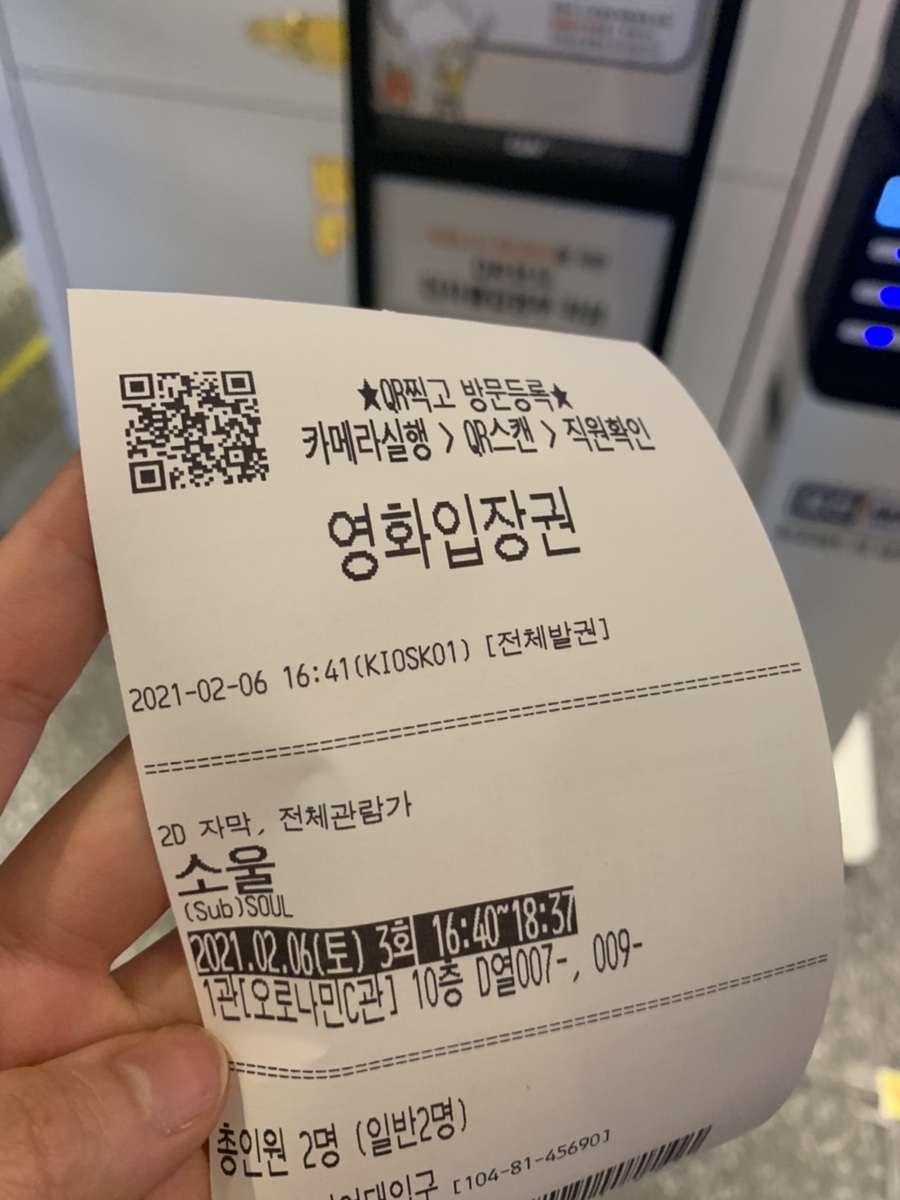 ★QR찍고 방문등록★
카메라실행 > QR스캔 > 직원확인
영화입장권
2021-02-06 16:41(KIOSK01) [전체발권]
2D 자막, 전체관람가
소울
(Sub)SOUL
2021.02.06(토) 3회 16:40~18:37
1관[오로나민C관] 10층 D열007-, 009-
총인원 2명 (일반2명)
[104-81-45690]